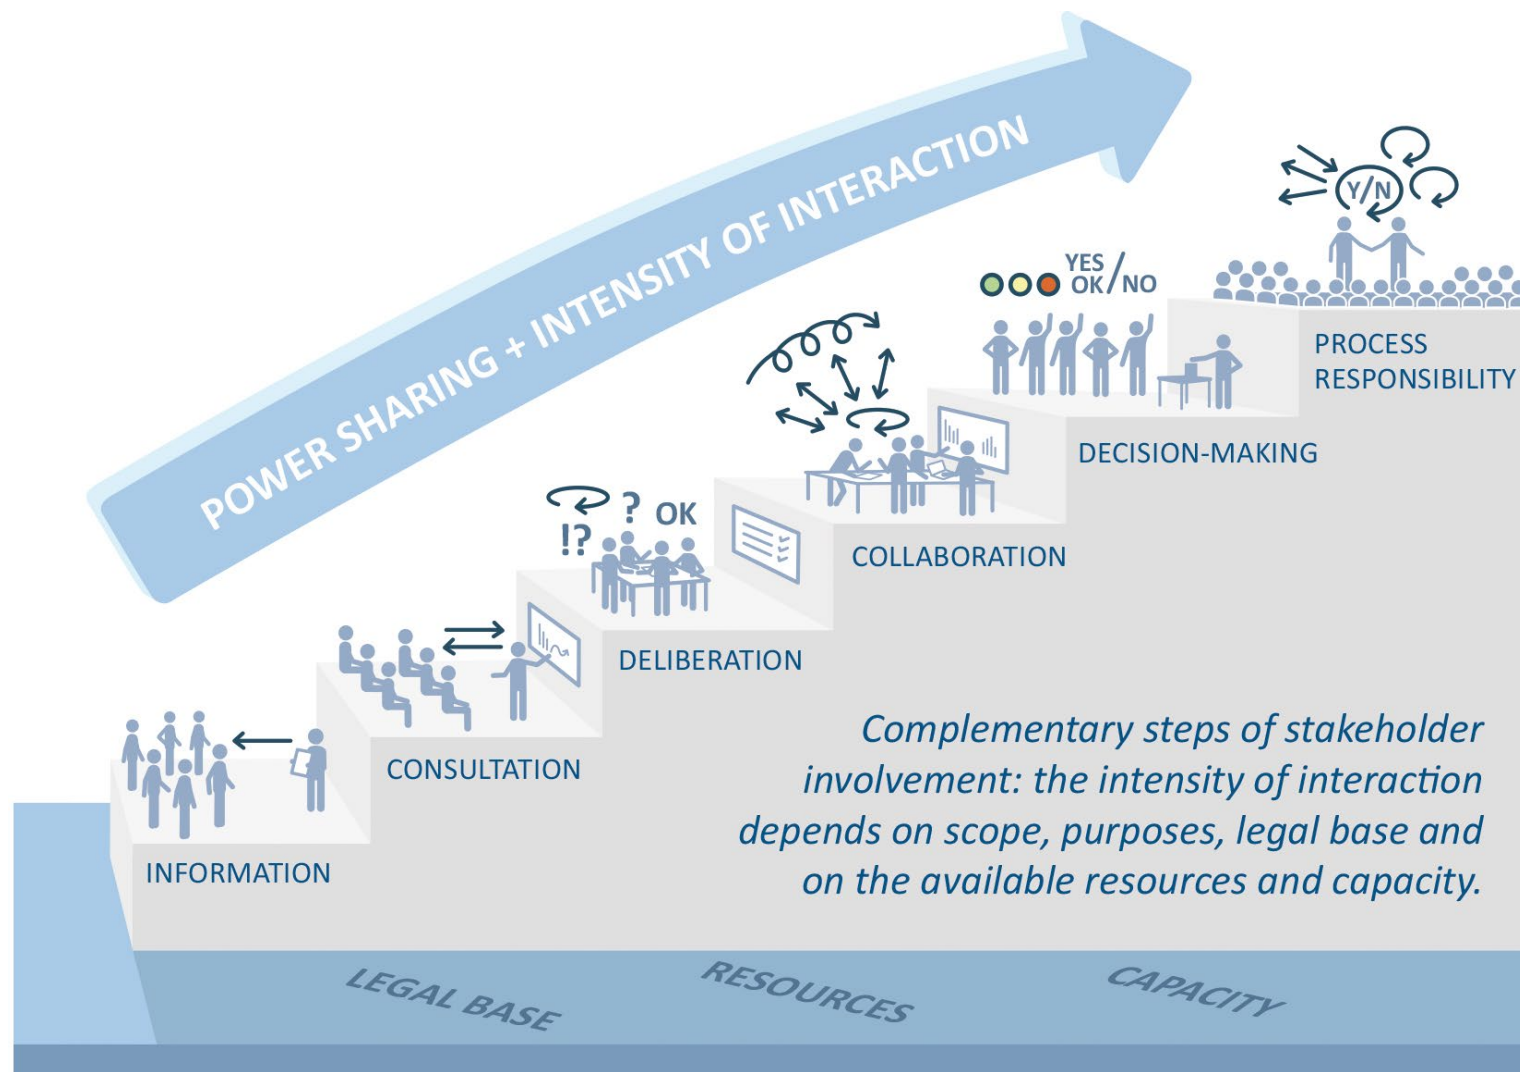 POWER SHARING + INTENSITY OF INTERACTION
Y/N
YES
OK/NO
PROCESS
RESPONSIBILITY
DECISION-MAKING
? OK
!?
COLLABORATION
DELIBERATION
CONSULTATION
INFORMATION
Complementary steps of stakeholder
involvement: the intensity of interaction
depends on scope, purposes, legal base and
on the available resources and capacity.
LEGAL BASE
RESOURCES
CAPACITY